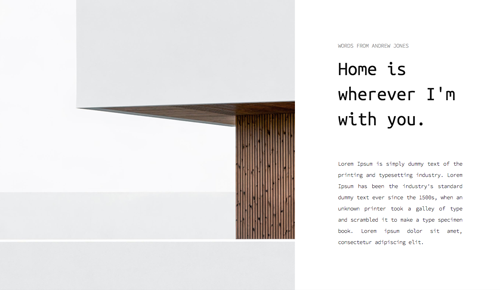 WORDS FROM ANDREW JONES
Home is
wherever I'm
with you.
Lorem Ipsum is simply dummy text of the
printing and typesetting industry. Lorem
Ipsum has been the industry's standard
dummy text ever since the 1500s, when an
unknown printer took a galley of type
and scrambled it to make a type specimen
book. Lorem ipsum dolor sit amet,
consectetur adipiscing elit.